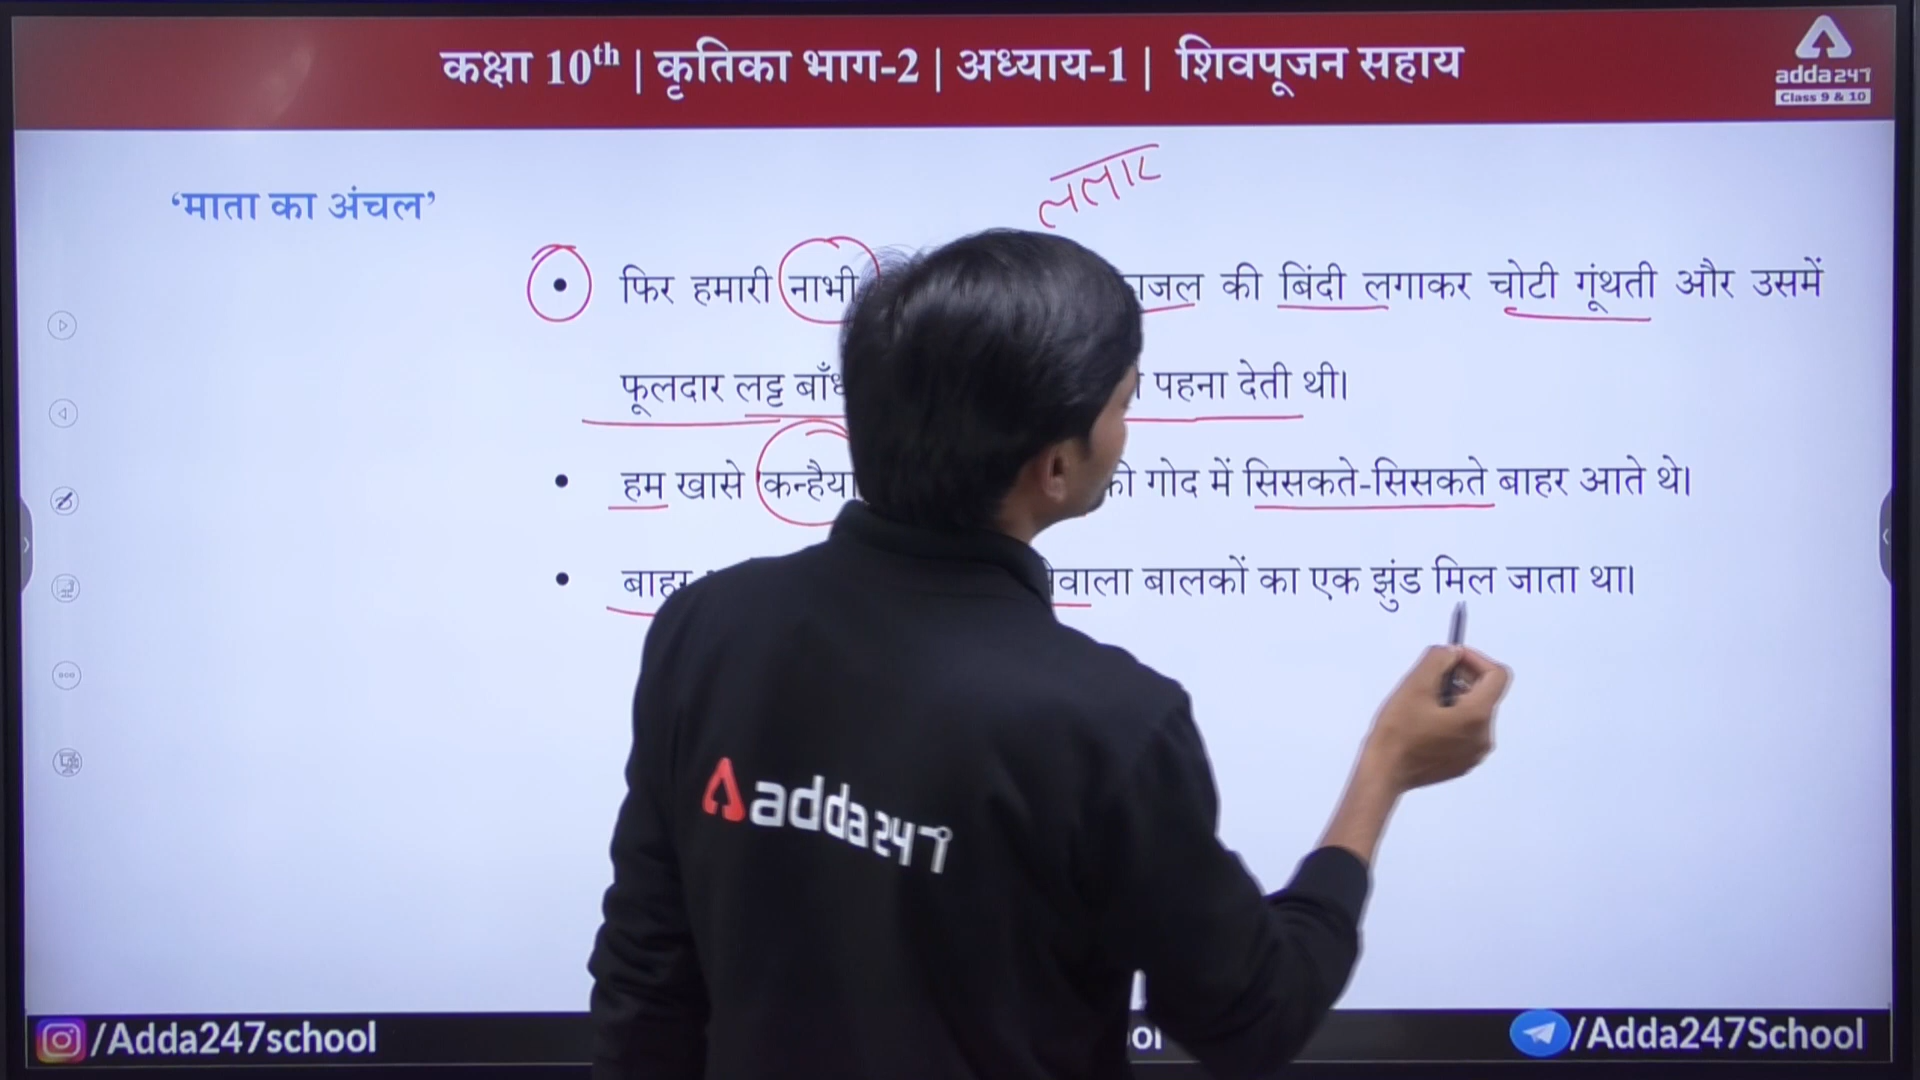 कक्षा 10th | कृतिका भाग-2 | अध्याय-1 | शिवपूजन सहाय
adda247
Class 9 & 10
ललार
‘माता का अंचल’
• फिर हमारी नाभी की बिंदी लगाकर चोटी गूंथती और उसमें
फूलदार लट्टू पहना देती थी।
• हम खासे कन्हैया गोद में सिसकते-सिसकते बाहर आते थे।
• बाहर बालकों का एक झुंड मिल जाता था।
adda247
/Adda247school
/Adda247School